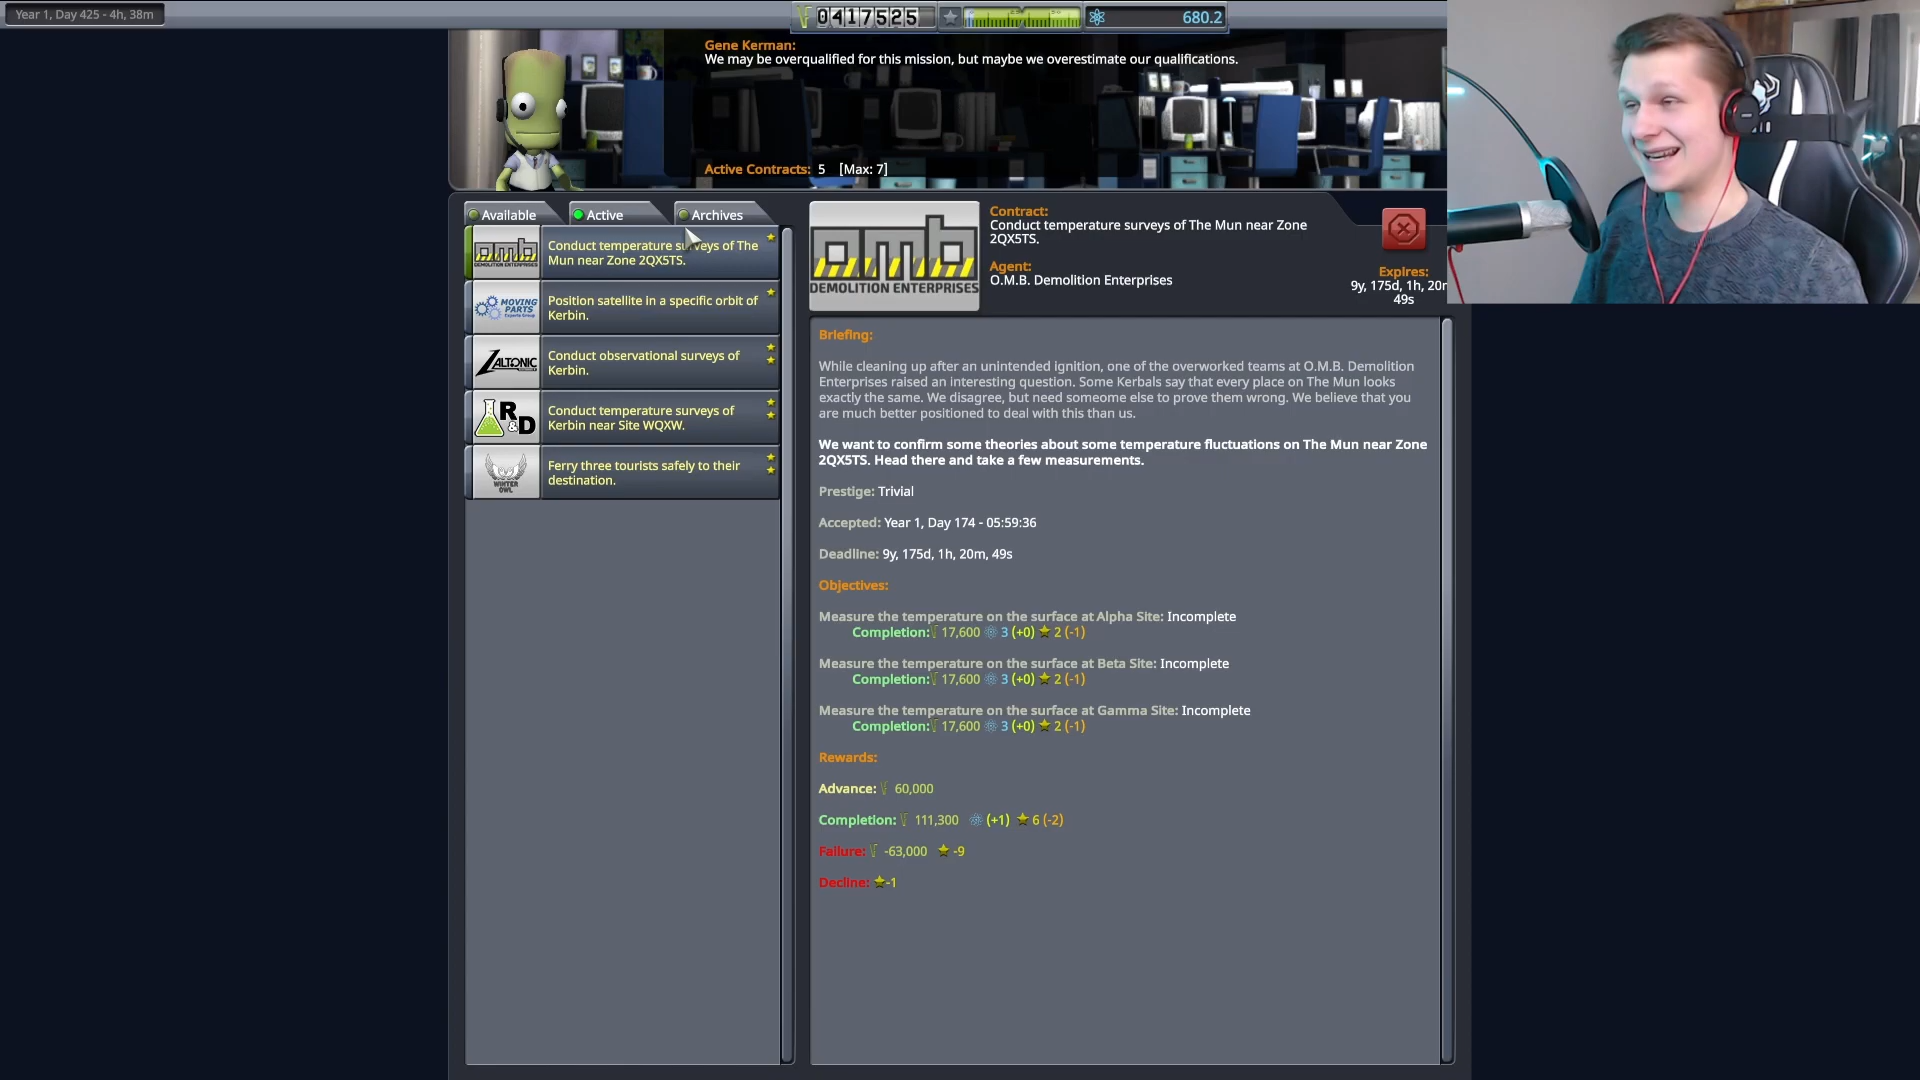 Year 1, Day 425 - 4h, 38m
0417525
680.2
Gene Kerman:
We may be overqualified for this mission, but maybe we overestimate our qualifications.
Active Contracts: 5 [Max: 7]
Available
Active
Archives
omb
DEMOLITION ENTERPRISES
Conduct temperature surveys of The
Mun near Zone 2QX5TS.
MOVING
PARTS
Experts Group
Position satellite in a specific orbit of
Kerbin.
ZALTONIC
Conduct observational surveys of
Kerbin.
R&D
Conduct temperature surveys of
Kerbin near Site WQXW.
WINTER
OWL
Ferry three tourists safely to their
destination.
omb
DEMOLITION ENTERPRISES
Contract:
Conduct temperature surveys of The Mun near Zone
2QX5TS.
Agent:
O.M.B. Demolition Enterprises
Expires:
9y, 175d, 1h, 20m
49s
Briefing:
While cleaning up after an unintended ignition, one of the overworked teams at O.M.B. Demolition
Enterprises raised an interesting question. Some Kerbals say that every place on The Mun looks
exactly the same. We disagree, but need someome else to prove them wrong. We believe that you
are much better positioned to deal with this than us.
We want to confirm some theories about some temperature fluctuations on The Mun near Zone
2QX5TS. Head there and take a few measurements.
Prestige: Trivial
Accepted: Year 1, Day 174 - 05:59:36
Deadline: 9y, 175d, 1h, 20m, 49s
Objectives:
Measure the temperature on the surface at Alpha Site: Incomplete
Completion: 17,600 3 (+0) 2 (-1)
Measure the temperature on the surface at Beta Site: Incomplete
Completion: 17,600 3 (+0) 2 (-1)
Measure the temperature on the surface at Gamma Site: Incomplete
Completion: 17,600 3 (+0) 2 (-1)
Rewards:
Advance: 60,000
Completion: 111,300 (+1) 6 (-2)
Failure: -63,000 -9
Decline: -1